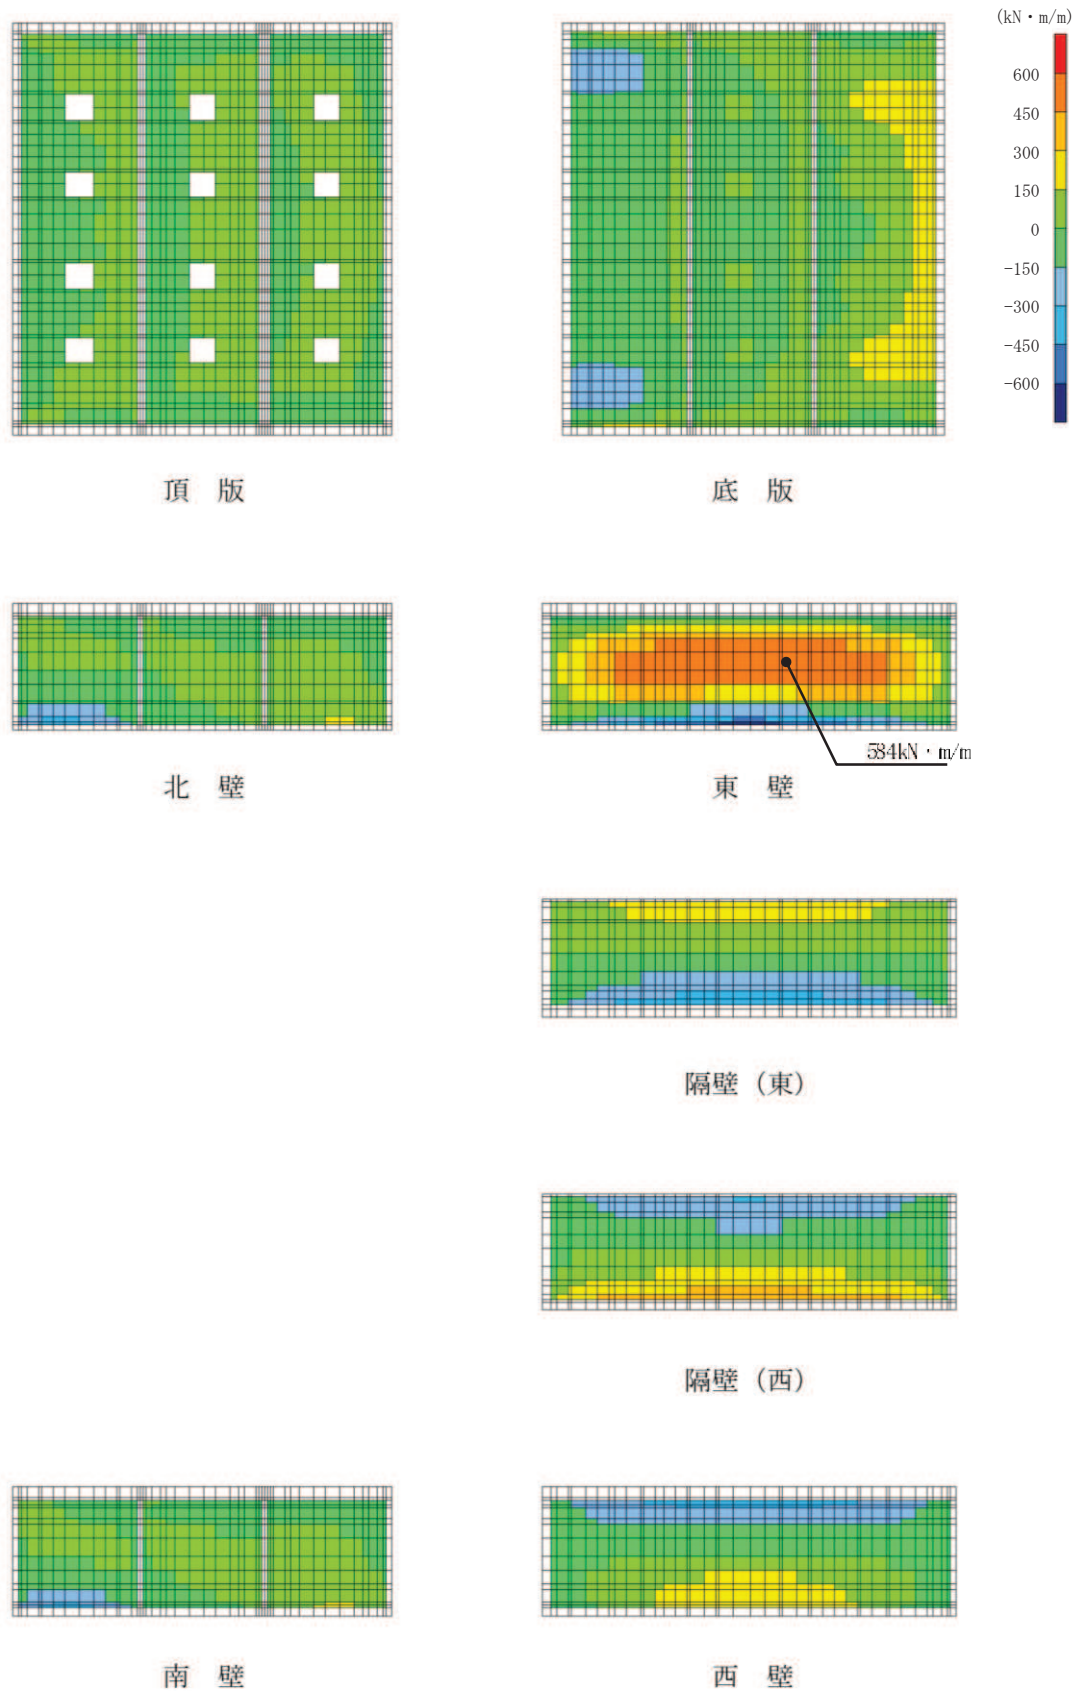 (kN・m/m)
600
450
300
150
0
-150
-300
-450
-600
頂 版
底 版
584kN・m/m
北 壁
東 壁
隔壁（東）
隔壁（西）
南 壁
西 壁